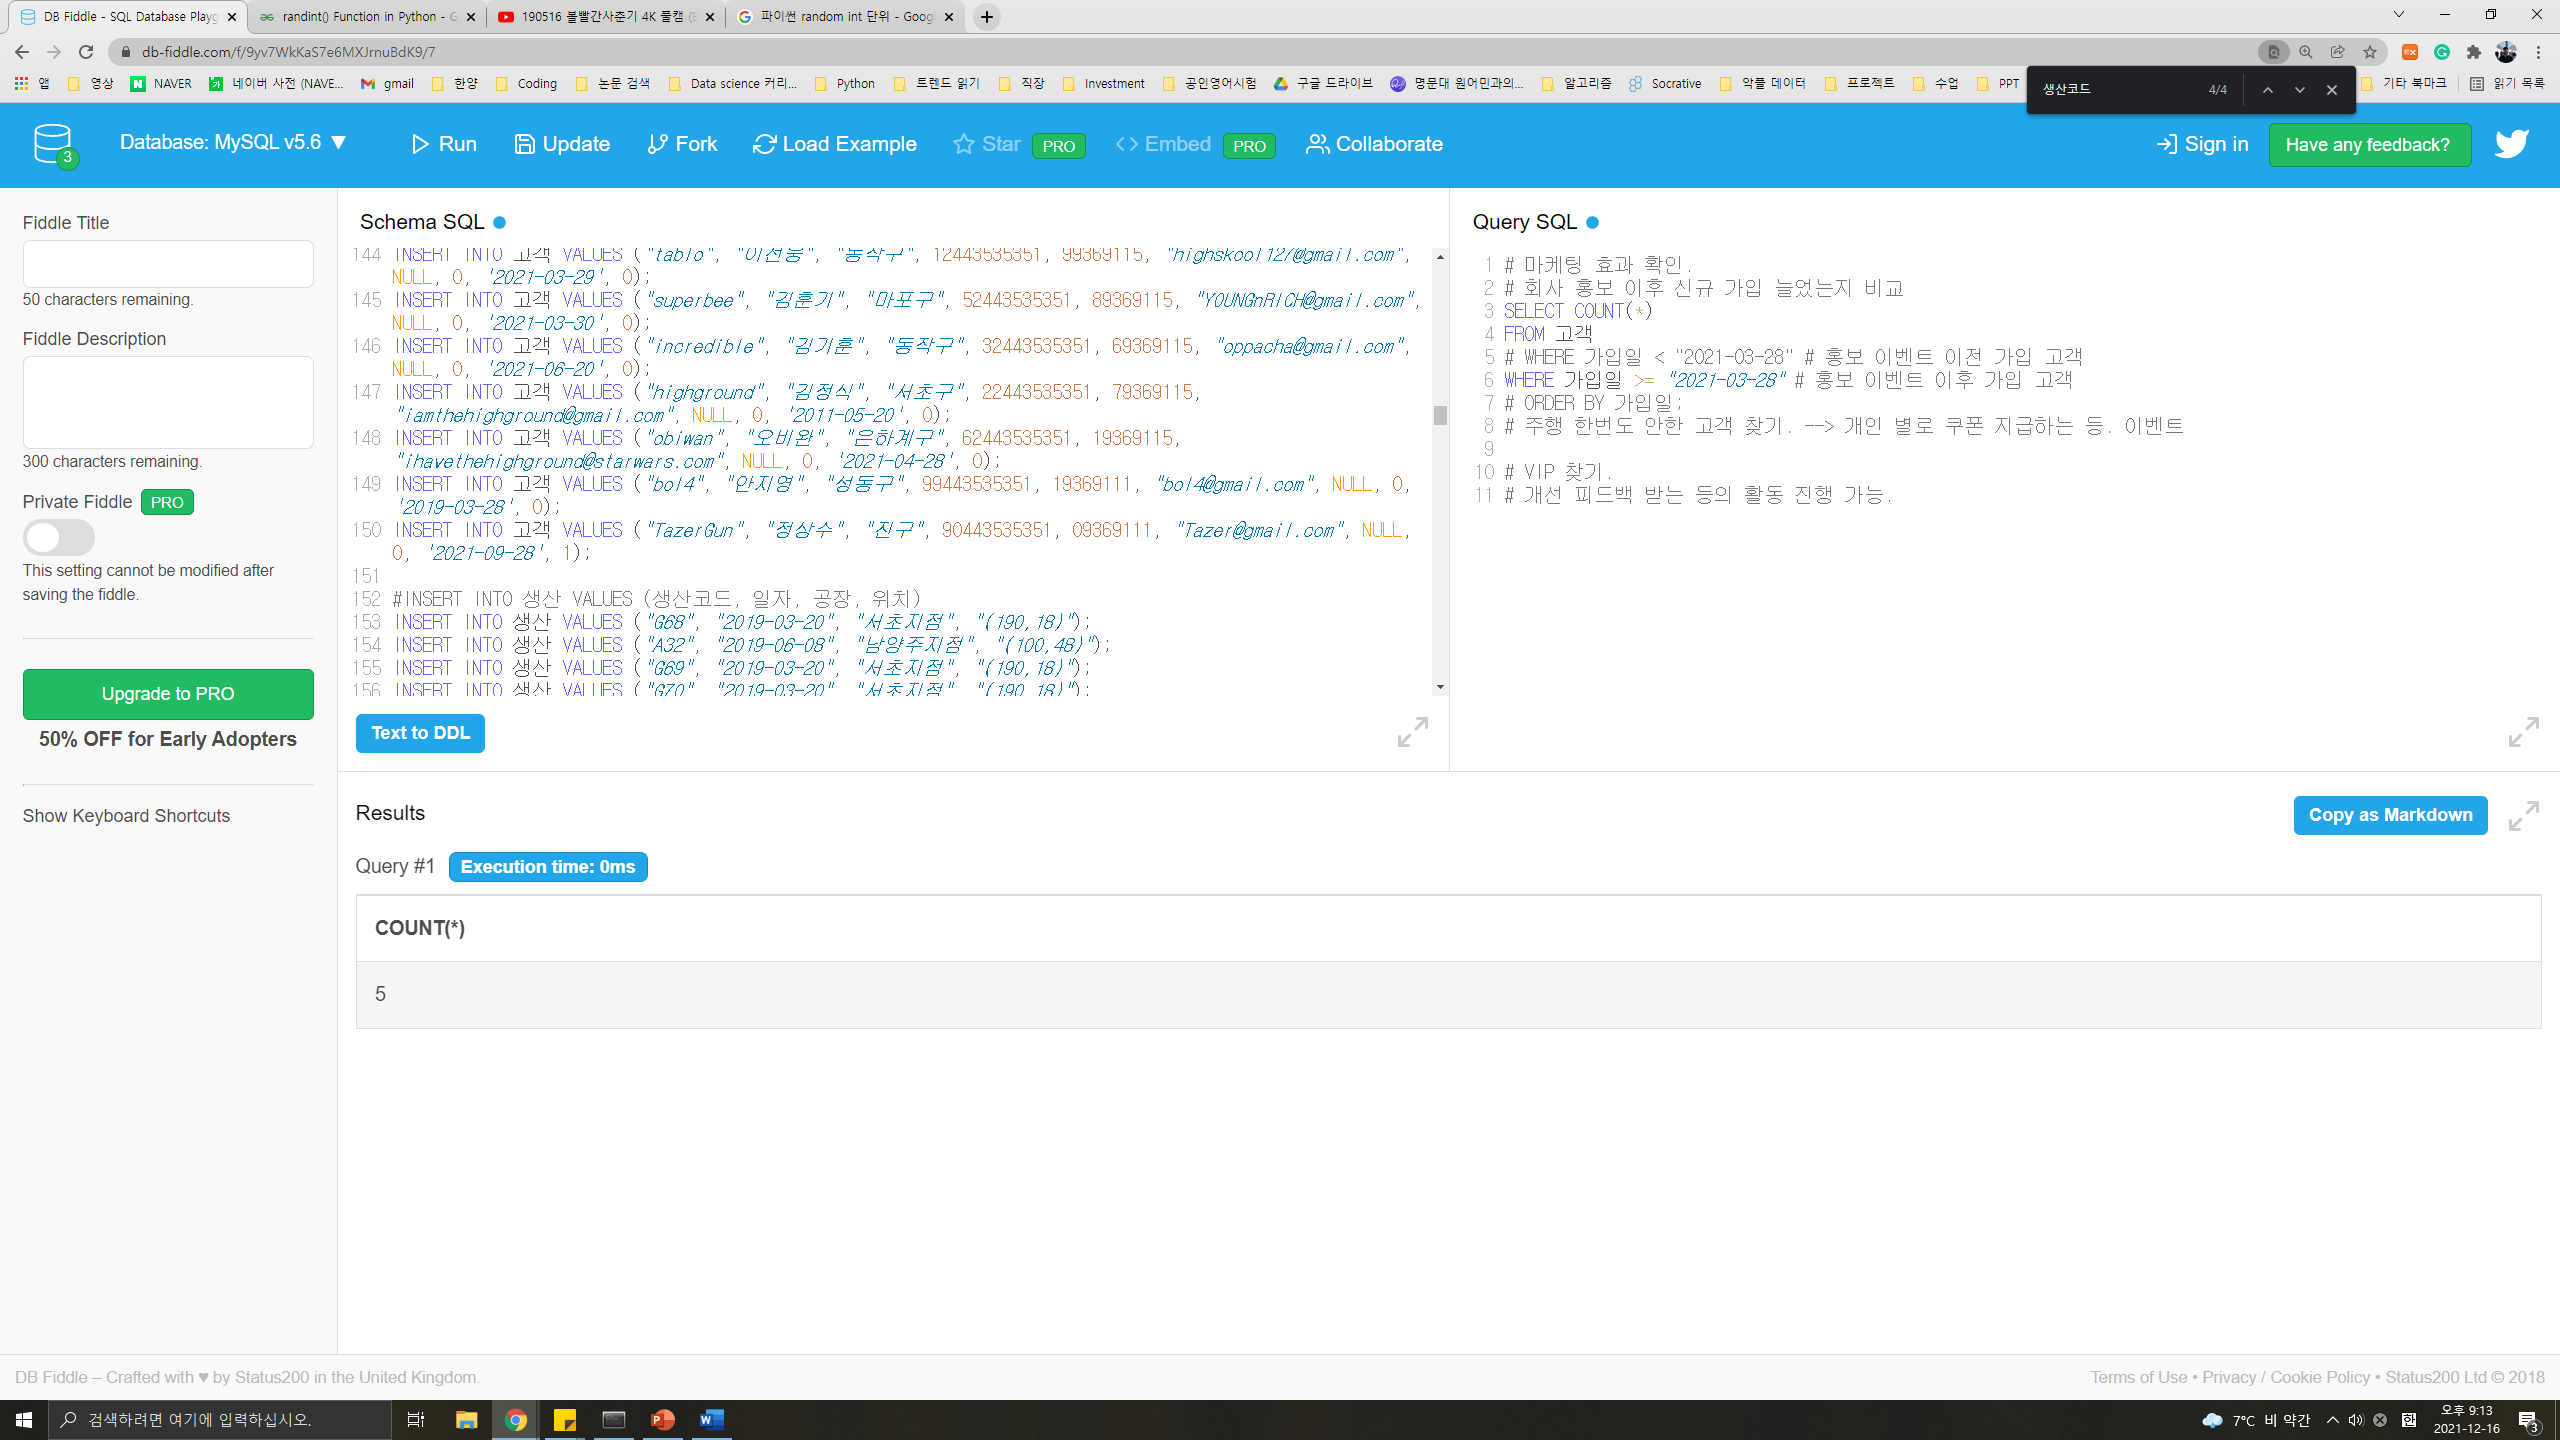 DB Fiddle - SQL Database Playg
randint() Function in Python - G
190516 볼빨간사춘기 4K 풀캠 (B
파이썬 random int 단위 - Goog
db-fiddle.com/f/9yv7WkKaS7e6MXJrnuBdK9/7
앱 영상 NAVER 네이버 사전 (NAVE... gmail 한양 Coding 논문 검색 Data science 커리... Python 트렌드 읽기 직장 Investment 공인영어시험 구글 드라이브 명문대 원어민과의... 알고리즘 Socrative 악플 데이터 프로젝트 수업 PPT 기타 북마크 읽기 목록
생산코드 4/4
3 Database: MySQL v5.6 ▼ Run Update Fork Load Example Star PRO Embed PRO Collaborate Sign in Have any feedback?
Fiddle Title
50 characters remaining.
Fiddle Description
300 characters remaining.
Private Fiddle PRO
This setting cannot be modified after
saving the fiddle.
Upgrade to PRO
50% OFF for Early Adopters
Show Keyboard Shortcuts
Schema SQL
144 INSERT INTO 고객 VALUES ("tablo", "이선웅", "동작구", 12443535351, 99369115, "highskool127@gmail.com",
NULL, 0, '2021-03-29', 0);
145 INSERT INTO 고객 VALUES ("superbee", "김훈기", "마포구", 52443535351, 89369115, "YOUNGnRICH@gmail.com",
NULL, 0, '2021-03-30', 0);
146 INSERT INTO 고객 VALUES ("incredible", "김기훈", "동작구", 32443535351, 69369115, "oppacha@gmail.com",
NULL, 0, '2021-06-20', 0);
147 INSERT INTO 고객 VALUES ("highground", "김정식", "서초구", 22443535351, 79369115,
"iamthehighground@gmail.com", NULL, 0, '2011-05-20', 0);
148 INSERT INTO 고객 VALUES ("obiwan", "오비완", "은하계구", 62443535351, 19369115,
"ihavethehighground@starwars.com", NULL, 0, '2021-04-28', 0);
149 INSERT INTO 고객 VALUES ("bol4", "안지영", "성동구", 99443535351, 19369111, "bol4@gmail.com", NULL, 0,
'2019-03-28', 0);
150 INSERT INTO 고객 VALUES ("TazerGun", "정상수", "진구", 90443535351, 09369111, "Tazer@gmail.com", NULL,
0, '2021-09-28', 1);
151
152 #INSERT INTO 생산 VALUES (생산코드, 일자, 공장, 위치)
153 INSERT INTO 생산 VALUES ("G68", "2019-03-20", "서초지점", "(190,18)");
154 INSERT INTO 생산 VALUES ("A32", "2019-06-08", "남양주지점", "(100,48)");
155 INSERT INTO 생산 VALUES ("G69", "2019-03-20", "서초지점", "(190,18)");
156 INSERT INTO 생산 VALUES ("G70", "2019-03-20", "서초지점", "(190,18)");
Text to DDL
Query SQL
1 # 마케팅 효과 확인.
2 # 회사 홍보 이후 신규 가입 늘었는지 비교
3 SELECT COUNT(*)
4 FROM 고객
5 # WHERE 가입일 < "2021-03-28" # 홍보 이벤트 이전 가입 고객
6 WHERE 가입일 >= "2021-03-28" # 홍보 이벤트 이후 가입 고객
7 # ORDER BY 가입일;
8 # 주행 한번도 안한 고객 찾기. --> 개인 별로 쿠폰 지급하는 등. 이벤트
9
10 # VIP 찾기.
11 # 개선 피드백 받는 등의 활동 진행 가능.
Results
Copy as Markdown
Query #1 Execution time: 0ms
COUNT(*)
5
DB Fiddle – Crafted with ♥ by Status200 in the United Kingdom.
Terms of Use • Privacy / Cookie Policy • Status200 Ltd © 2018
검색하려면 여기에 입력하십시오.
7°C 비 약간
한
오후 9:13
2021-12-16
3